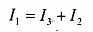 I₁ = I₃ + I₂